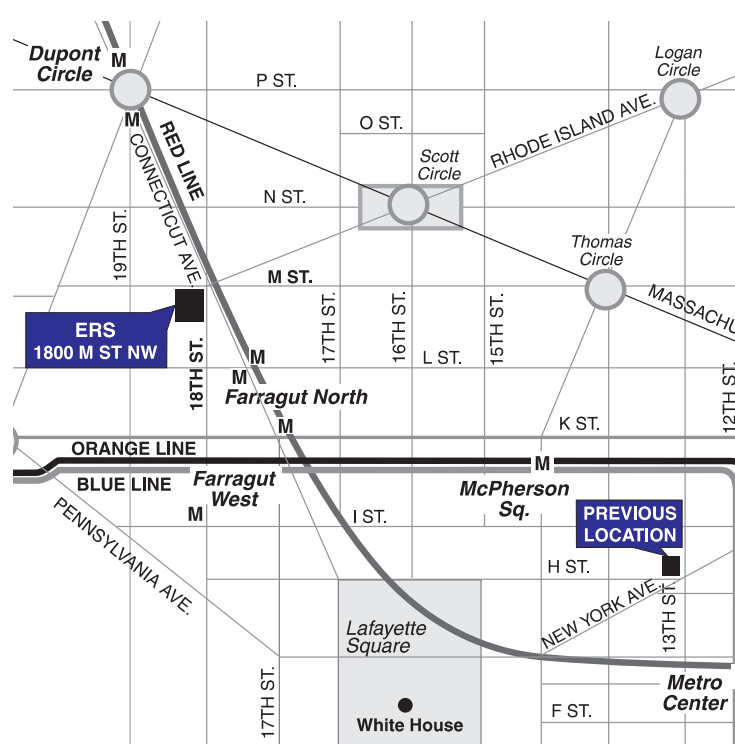 Dupont
Circle
M
M
P ST.
Logan
Circle
O ST.
RHODE ISLAND AVE.
RED LINE
CONNECTICUT AVE.
Scott
Circle
N ST.
19TH ST.
Thomas
Circle
M ST.
MASSACHU
ERS
1800 M ST NW
18TH ST.
17TH ST.
16TH ST.
15TH ST.
L ST.
12TH ST.
M
M
Farragut North
M
K ST.
ORANGE LINE
BLUE LINE
Farragut
West
M
M
McPherson
Sq.
PREVIOUS
LOCATION
I ST.
PENNSYLVANIA AVE.
H ST.
NEW YORK AVE.
13TH ST.
Lafayette
Square
17TH ST.
Metro
Center
F ST.
White House